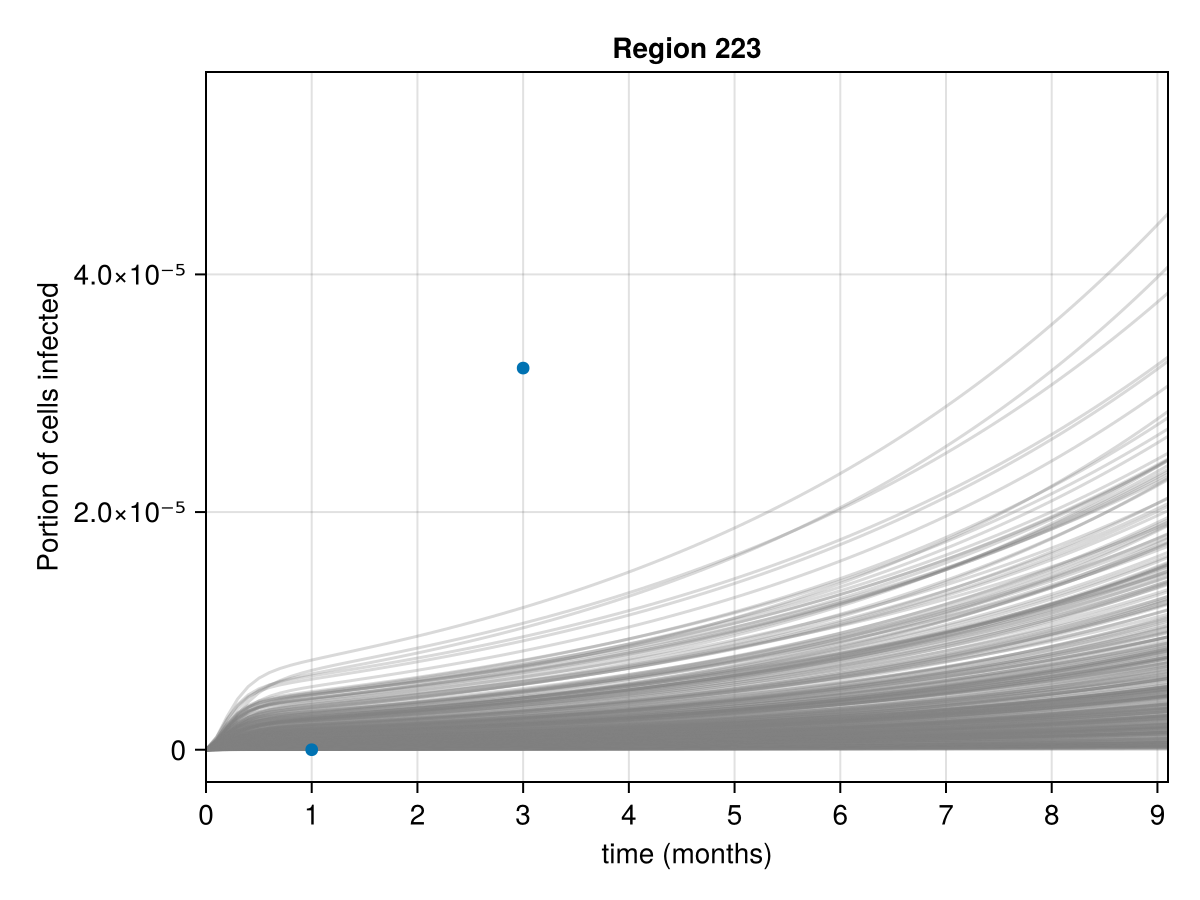 Region 223
Portion of cells infected
4.0×10⁻⁵
2.0×10⁻⁵
0
0 1 2 3 4 5 6 7 8 9
time (months)